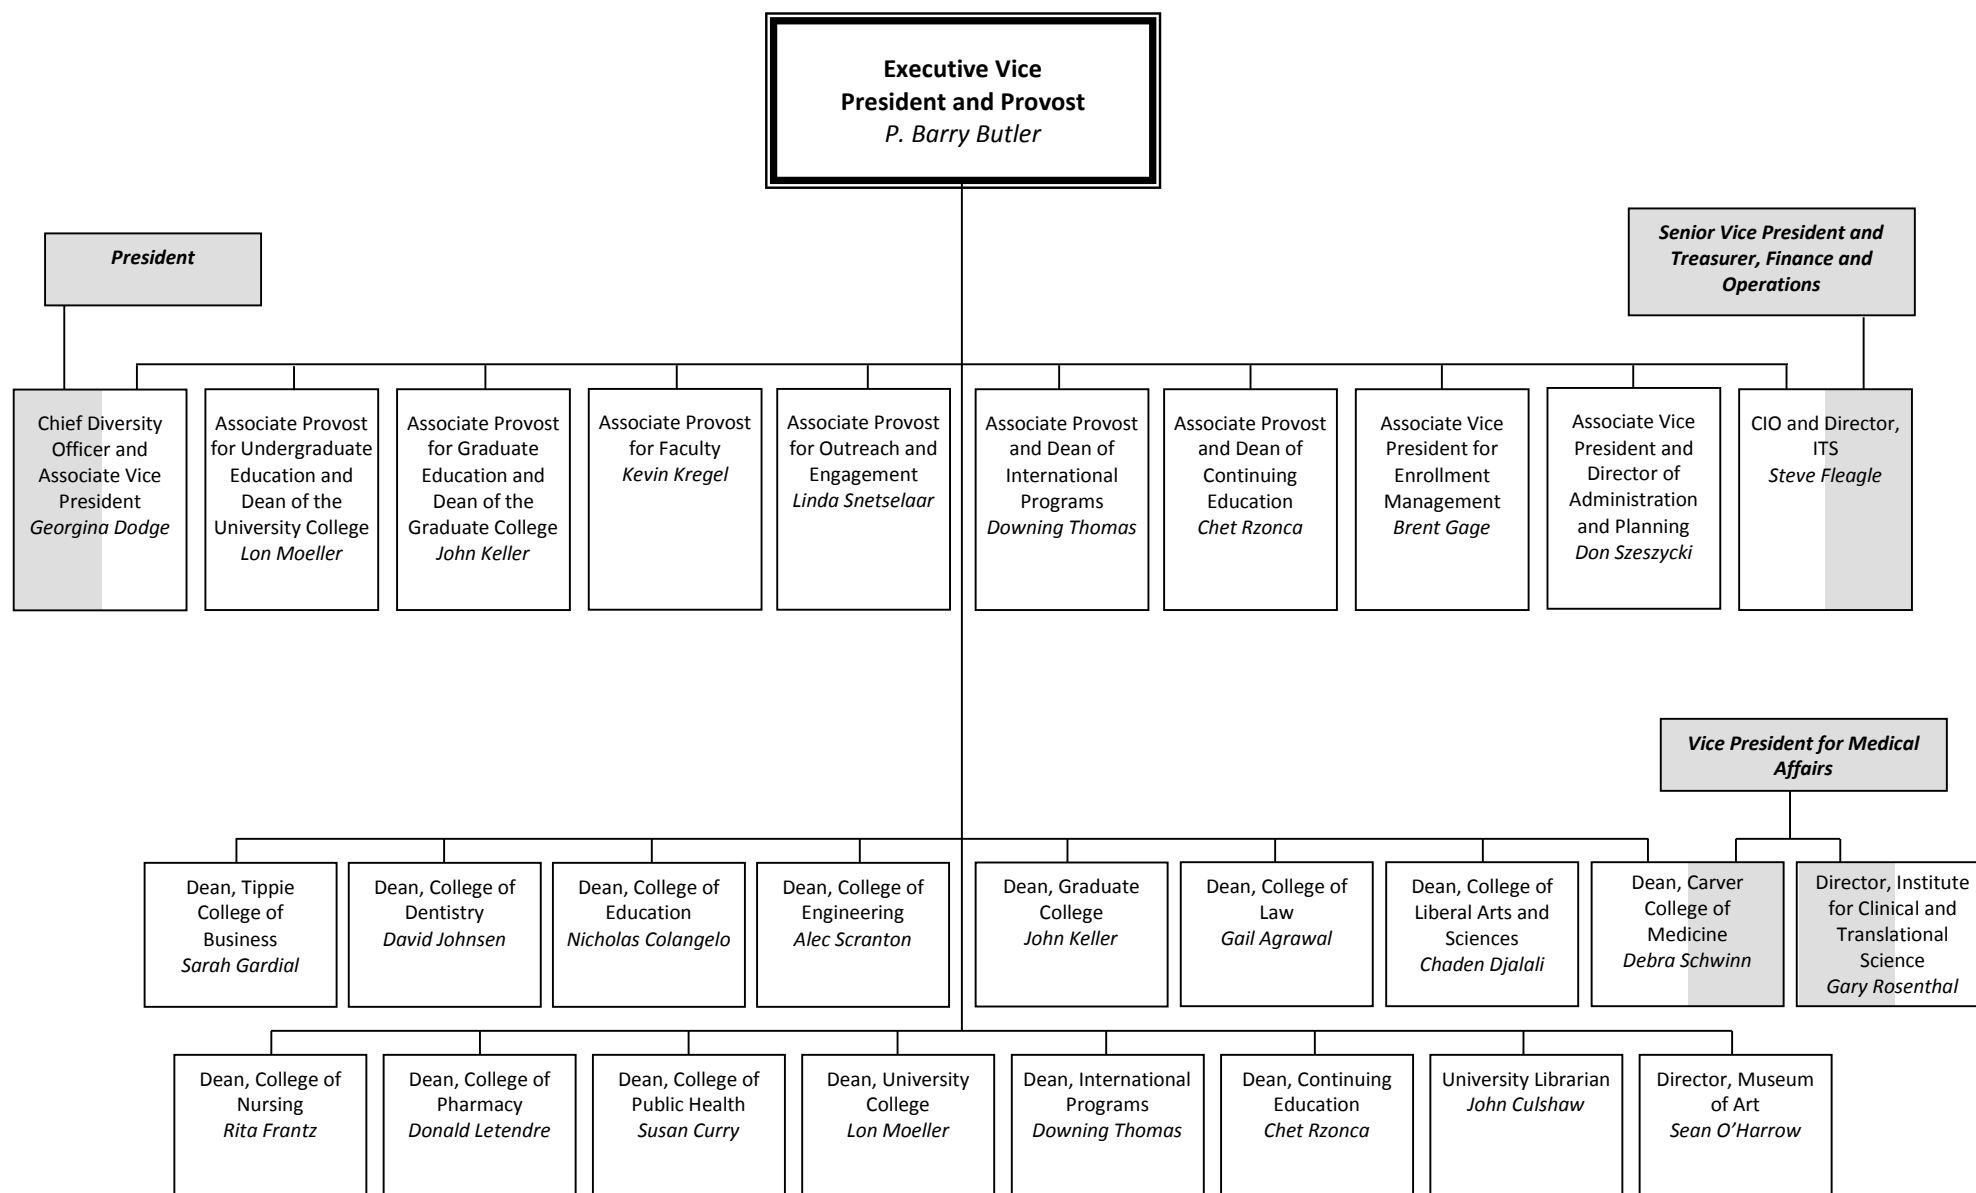 Executive Vice
President and Provost
P. Barry Butler
President
Senior Vice President and
Treasurer, Finance and
Operations
Chief Diversity
Officer and
Associate Vice
President
Georgina Dodge
Associate Provost
for Undergraduate
Education and
Dean of the
University College
Lon Moeller
Associate Provost
for Graduate
Education and
Dean of the
Graduate College
John Keller
Associate Provost
for Faculty
Kevin Kregel
Associate Provost
for Outreach and
Engagement
Linda Snetselaar
Associate Provost
and Dean of
International
Programs
Downing Thomas
Associate Provost
and Dean of
Continuing
Education
Chet Rzonca
Associate Vice
President for
Enrollment
Management
Brent Gage
Associate Vice
President and
Director of
Administration
and Planning
Don Szeszycki
CIO and Director,
ITS
Steve Fleagle
Vice President for Medical
Affairs
Dean, Tippie
College of
Business
Sarah Gardial
Dean, College of
Dentistry
David Johnsen
Dean, College of
Education
Nicholas Colangelo
Dean, College of
Engineering
Alec Scranton
Dean, Graduate
College
John Keller
Dean, College of
Law
Gail Agrawal
Dean, College of
Liberal Arts and
Sciences
Chaden Djalali
Dean, Carver
College of
Medicine
Debra Schwinn
Director, Institute
for Clinical and
Translational
Science
Gary Rosenthal
Dean, College of
Nursing
Rita Frantz
Dean, College of
Pharmacy
Donald Letendre
Dean, College of
Public Health
Susan Curry
Dean, University
College
Lon Moeller
Dean, International
Programs
Downing Thomas
Dean, Continuing
Education
Chet Rzonca
University Librarian
John Culshaw
Director, Museum
of Art
Sean O’Harrow